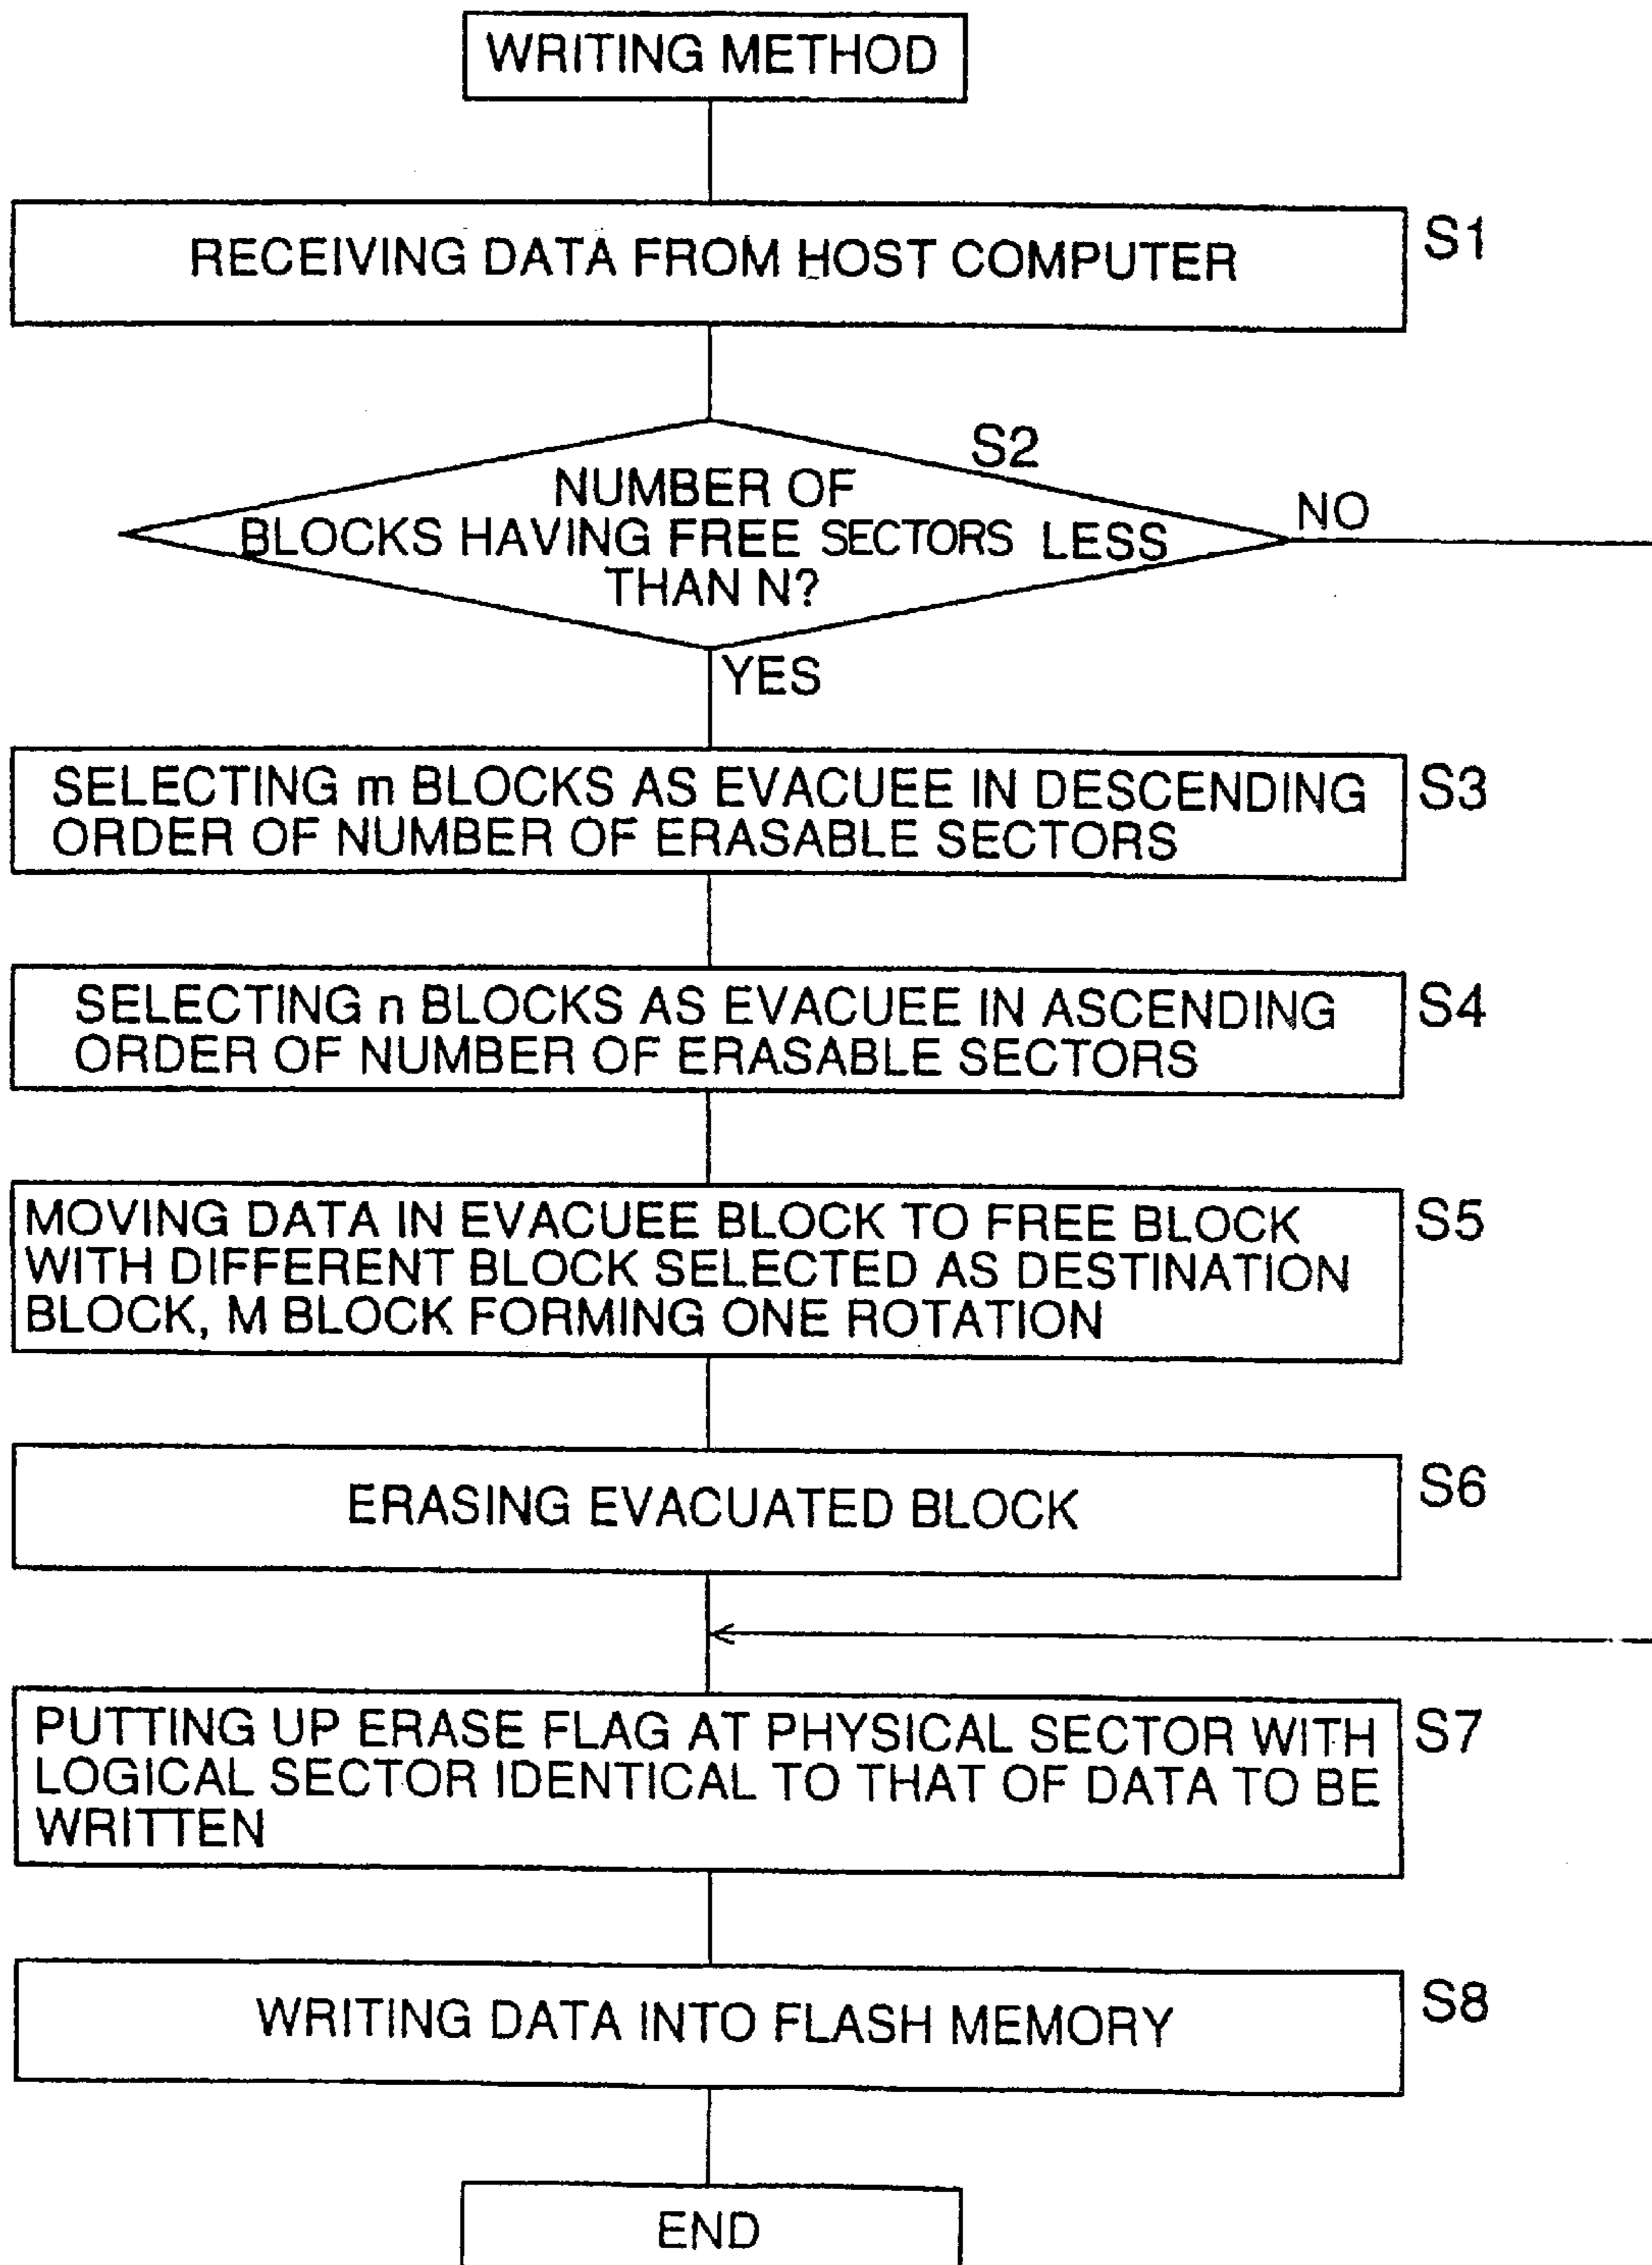 WRITING METHOD
RECEIVING DATA FROM HOST COMPUTER
S1
S2
NUMBER OF
BLOCKS HAVING FREE SECTORS LESS
THAN N?
NO
YES
SELECTING m BLOCKS AS EVACUEE IN DESCENDING
ORDER OF NUMBER OF ERASABLE SECTORS
S3
SELECTING n BLOCKS AS EVACUEE IN ASCENDING
ORDER OF NUMBER OF ERASABLE SECTORS
S4
MOVING DATA IN EVACUEE BLOCK TO FREE BLOCK
WITH DIFFERENT BLOCK SELECTED AS DESTINATION
BLOCK, M BLOCK FORMING ONE ROTATION
S5
ERASING EVACUATED BLOCK
S6
PUTTING UP ERASE FLAG AT PHYSICAL SECTOR WITH
LOGICAL SECTOR IDENTICAL TO THAT OF DATA TO BE
WRITTEN
S7
WRITING DATA INTO FLASH MEMORY
S8
END